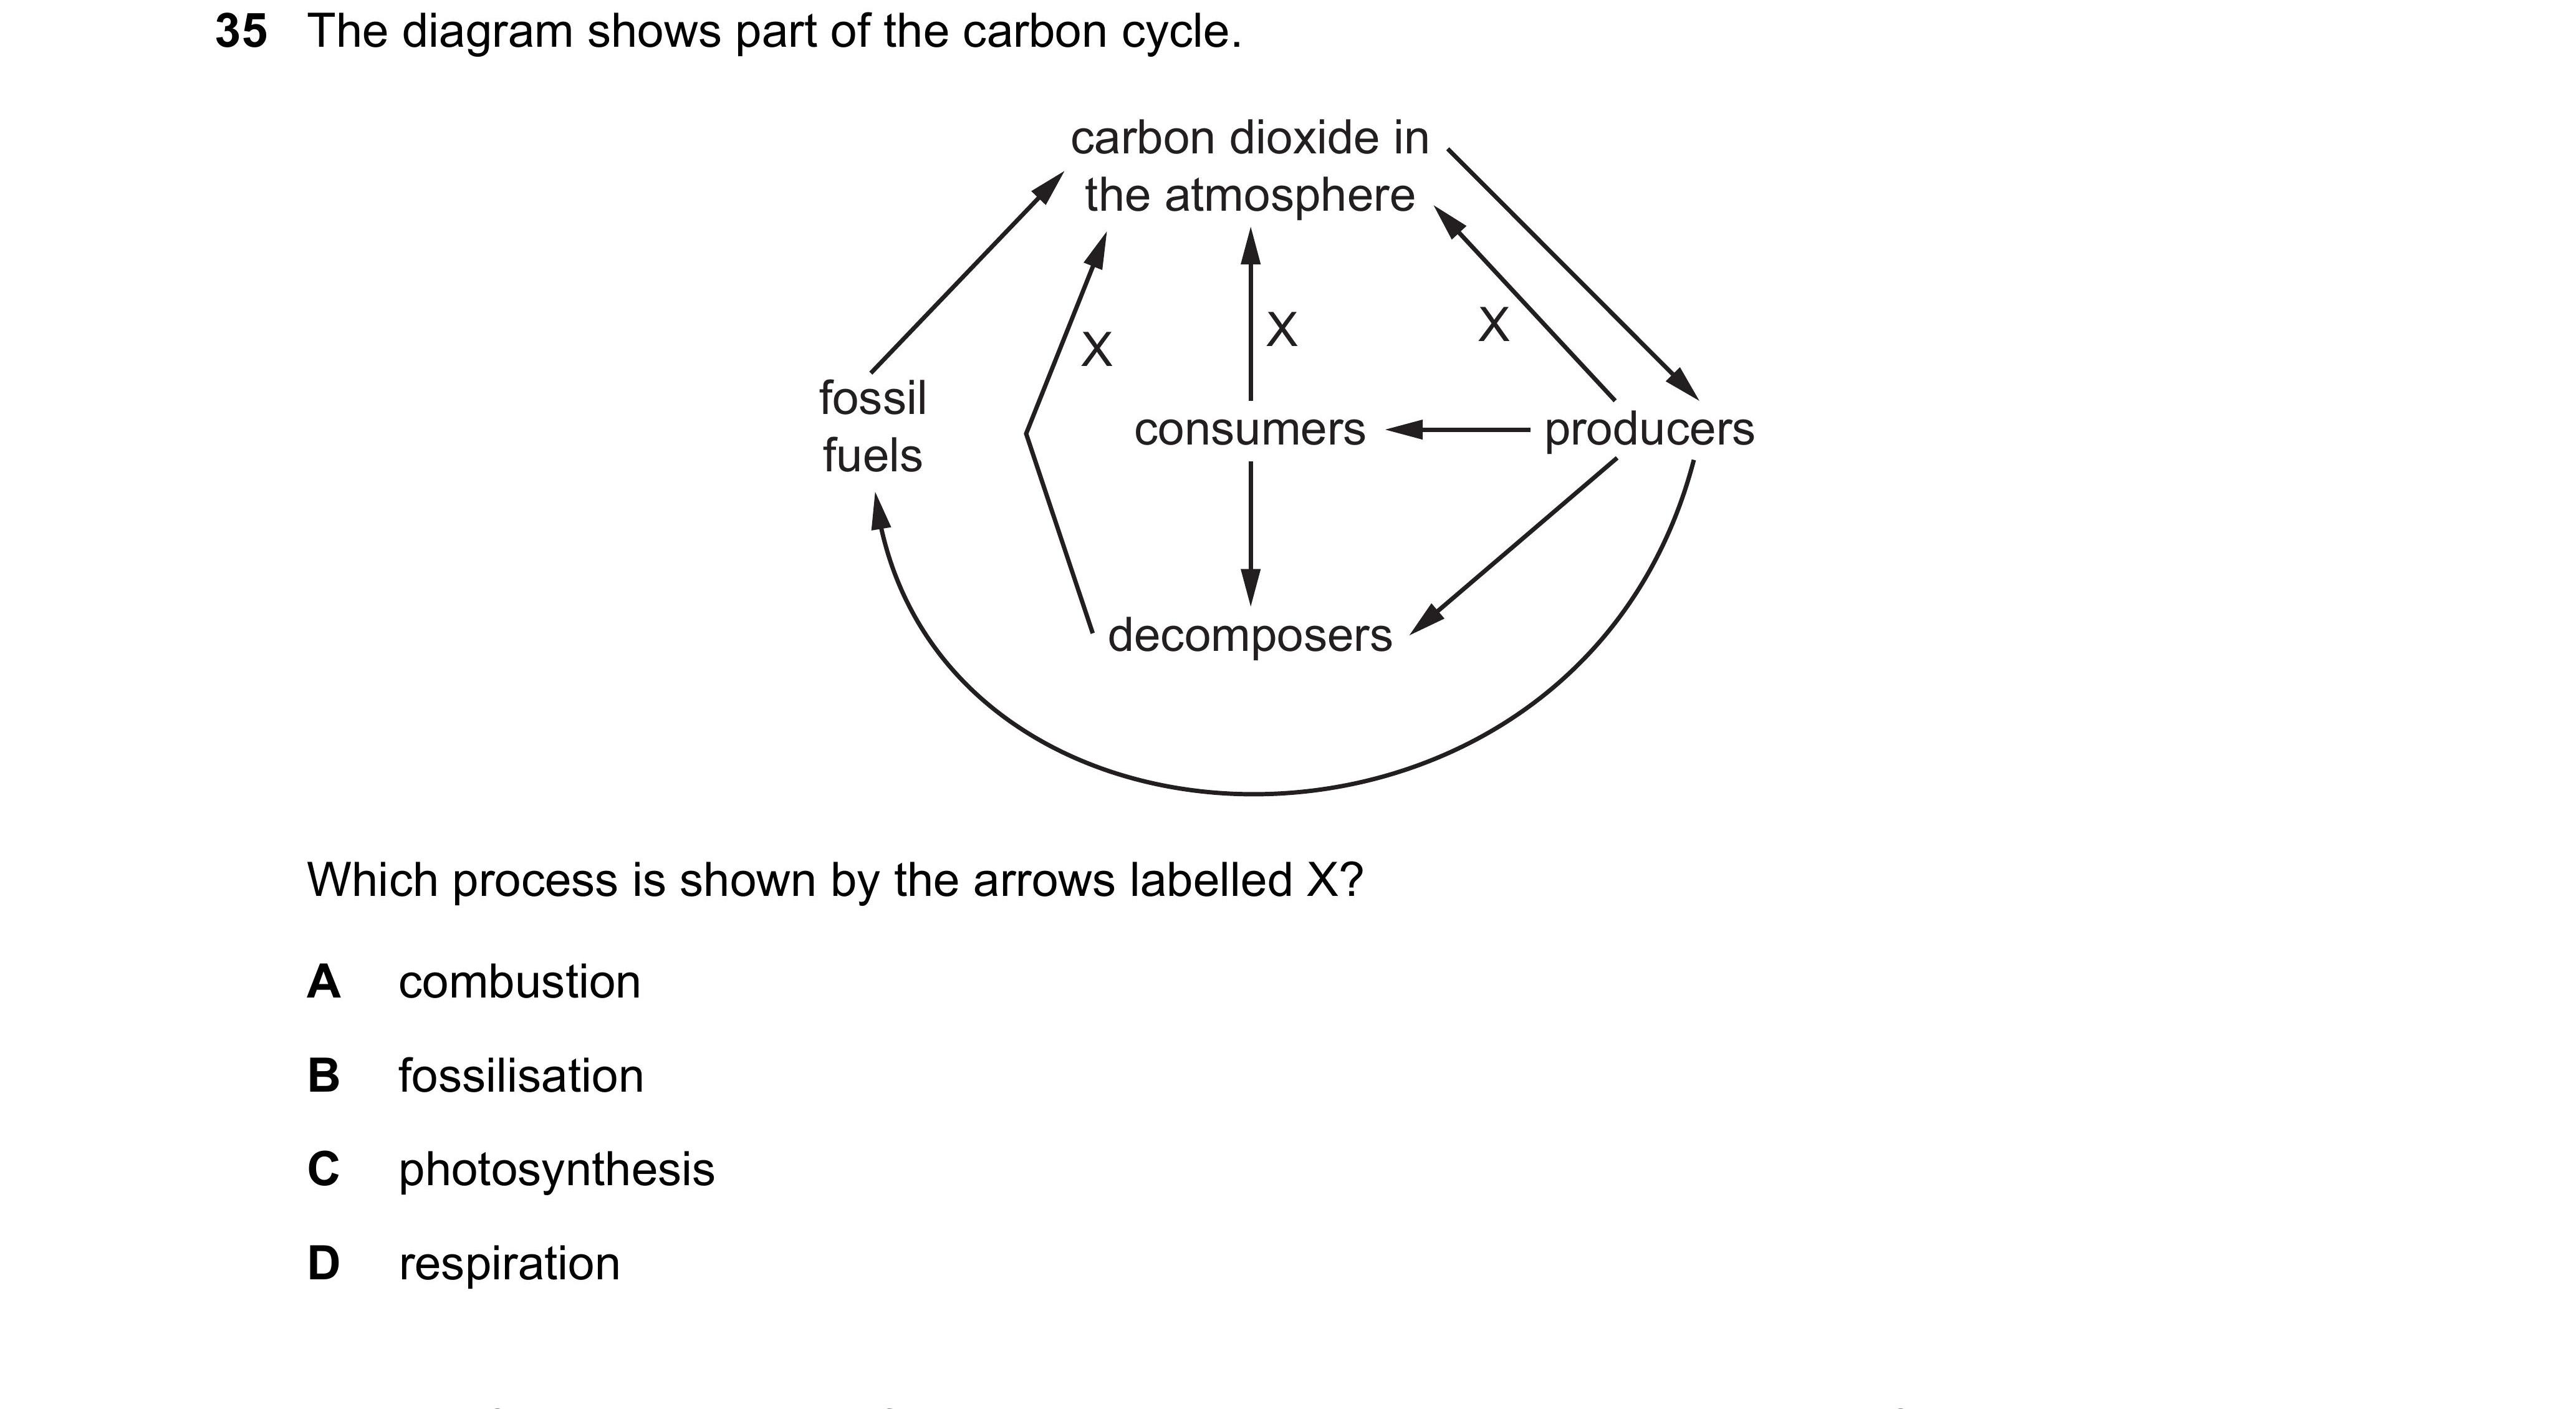 35 The diagram shows part of the carbon cycle.
carbon dioxide in
the atmosphere
X
X
X
fossil
fuels
consumers
producers
decomposers
Which process is shown by the arrows labelled X?
A combustion
B fossilisation
C photosynthesis
D respiration